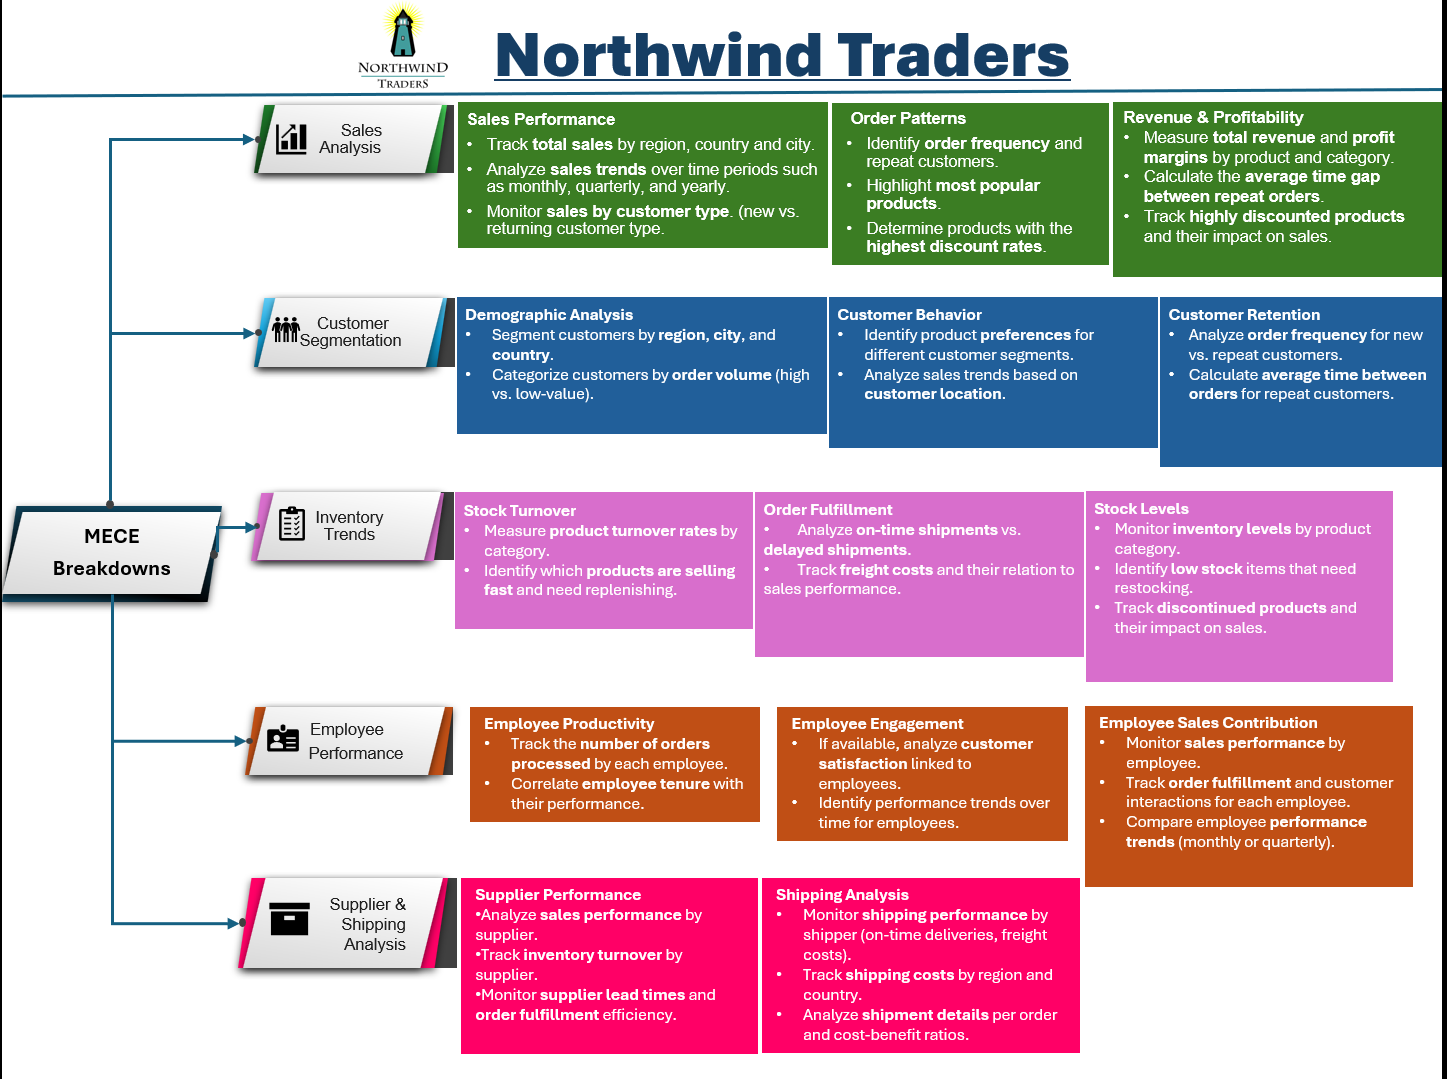 NORTHWIND
TRADERS
Northwind Traders
MECE
Breakdowns
Sales
Analysis
Sales Performance
• Track total sales by region, country and city.
• Analyze sales trends over time periods such
as monthly, quarterly, and yearly.
• Monitor sales by customer type. (new vs.
returning customer type.
Order Patterns
• Identify order frequency and
repeat customers.
• Highlight most popular
products.
• Determine products with the
highest discount rates.
Revenue & Profitability
• Measure total revenue and profit
margins by product and category.
• Calculate the average time gap
between repeat orders.
• Track highly discounted products
and their impact on sales.
Customer
Segmentation
Demographic Analysis
• Segment customers by region, city, and
country.
• Categorize customers by order volume (high
vs. low-value).
Customer Behavior
• Identify product preferences for
different customer segments.
• Analyze sales trends based on
customer location.
Customer Retention
• Analyze order frequency for new
vs. repeat customers.
• Calculate average time between
orders for repeat customers.
Inventory
Trends
Stock Turnover
• Measure product turnover rates by
category.
• Identify which products are selling
fast and need replenishing.
Order Fulfillment
• Analyze on-time shipments vs.
delayed shipments.
• Track freight costs and their relation to
sales performance.
Stock Levels
• Monitor inventory levels by product
category.
• Identify low stock items that need
restocking.
• Track discontinued products and
their impact on sales.
Employee
Performance
Employee Productivity
• Track the number of orders
processed by each employee.
• Correlate employee tenure with
their performance.
Employee Engagement
• If available, analyze customer
satisfaction linked to
employees.
• Identify performance trends over
time for employees.
Employee Sales Contribution
• Monitor sales performance by
employee.
• Track order fulfillment and customer
interactions for each employee.
• Compare employee performance
trends (monthly or quarterly).
Supplier &
Shipping
Analysis
Supplier Performance
•Analyze sales performance by
supplier.
•Track inventory turnover by
supplier.
•Monitor supplier lead times and
order fulfillment efficiency.
Shipping Analysis
• Monitor shipping performance by
shipper (on-time deliveries, freight
costs).
• Track shipping costs by region and
country.
• Analyze shipment details per order
and cost-benefit ratios.